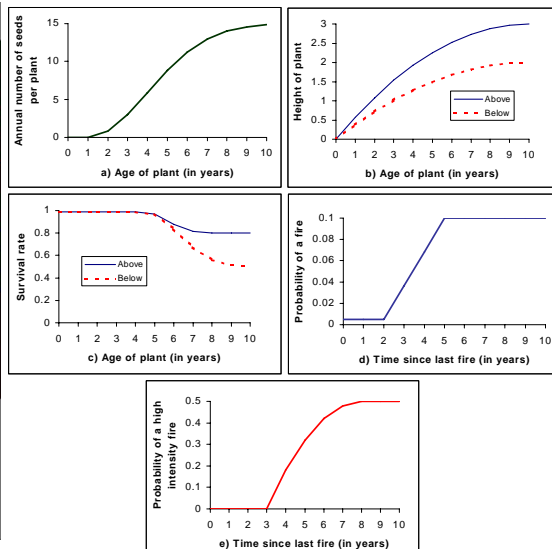 Annual number of seeds
per plant
15
10
5
0
0 1 2 3 4 5 6 7 8 9 10
a) Age of plant (in years)
Height of plant
3
2.5
2
1.5
1
0.5
0
Above
Below
0 1 2 3 4 5 6 7 8 9 10
b) Age of plant (in years)
Survival rate
1
0.8
0.6
0.4
0.2
0
Above
Below
0 1 2 3 4 5 6 7 8 9 10
c) Age of plant (in years)
Probability of a fire
0.1
0.08
0.06
0.04
0.02
0
0 1 2 3 4 5 6 7 8 9 10
d) Time since last fire (in years)
Probability of a high
intensity fire
0.5
0.4
0.3
0.2
0.1
0
0 1 2 3 4 5 6 7 8 9 10
e) Time since last fire (in years)